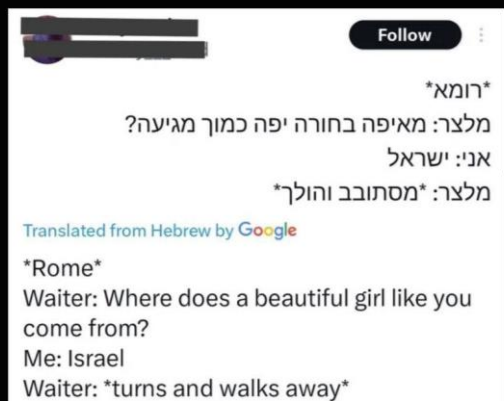 Follow
*רומא*
מלצר: מאיפה בחורה יפה כמוך מגיעה?
אני: ישראל
מלצר: *מסתובב והולך*
Translated from Hebrew by Google
*Rome*
Waiter: Where does a beautiful girl like you
come from?
Me: Israel
Waiter: *turns and walks away*